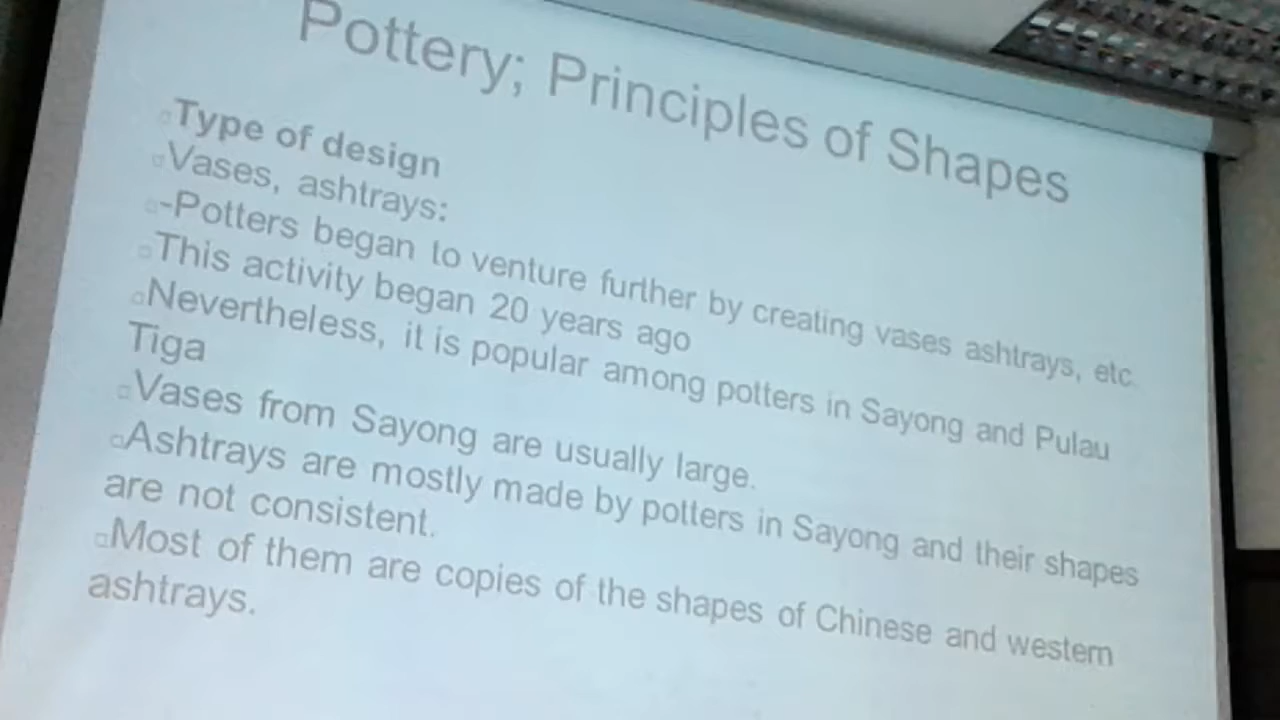 Pottery; Principles of Shapes
Type of design
Vases, ashtrays:
-Potters began to venture further by creating vases ashtrays, etc.
This activity began 20 years ago
Nevertheless, it is popular among potters in Sayong and Pulau
Tiga
Vases from Sayong are usually large.
Ashtrays are mostly made by potters in Sayong and their shapes
are not consistent.
Most of them are copies of the shapes of Chinese and western
ashtrays.